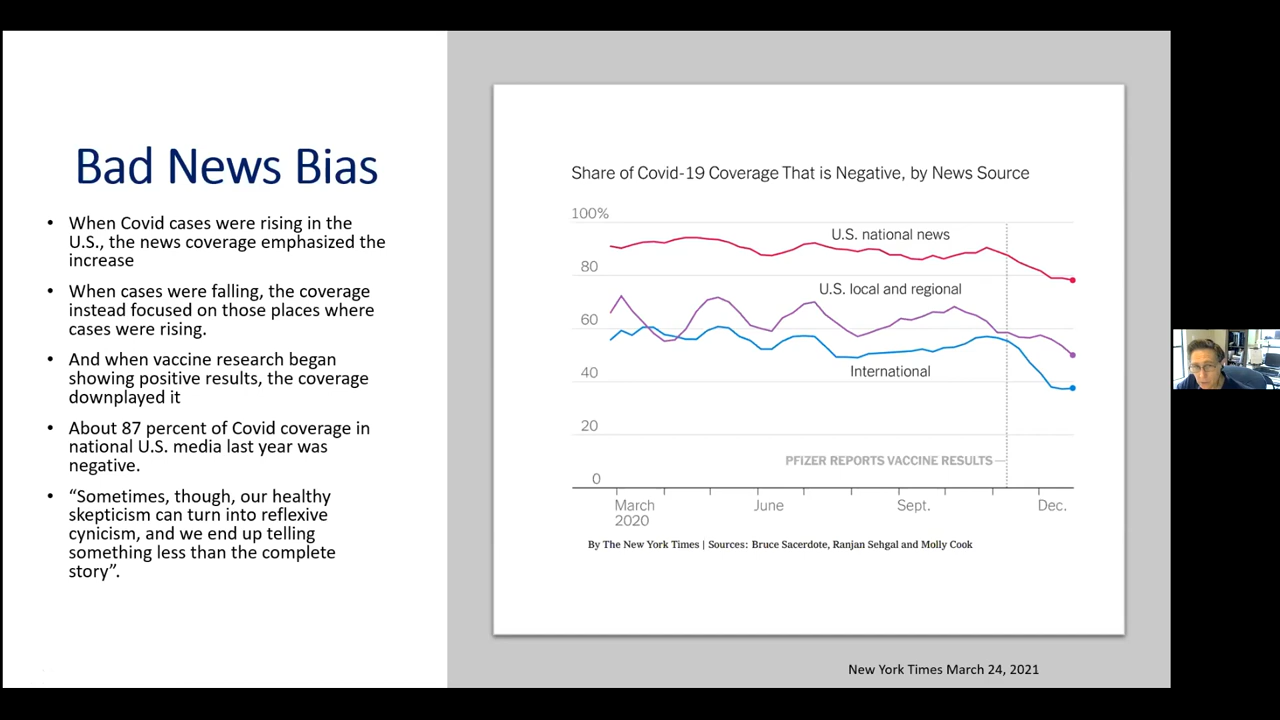 Bad News Bias
• When Covid cases were rising in the
U.S., the news coverage emphasized the
increase
• When cases were falling, the coverage
instead focused on those places where
cases were rising.
• And when vaccine research began
showing positive results, the coverage
downplayed it
• About 87 percent of Covid coverage in
national U.S. media last year was
negative.
• “Sometimes, though, our healthy
skepticism can turn into reflexive
cynicism, and we end up telling
something less than the complete
story”.
Share of Covid-19 Coverage That is Negative, by News Source
100%
U.S. national news
80
U.S. local and regional
60
International
40
20
PFIZER REPORTS VACCINE RESULTS
0
March June Sept. Dec.
2020
By The New York Times | Sources: Bruce Sacerdote, Ranjan Sehgal and Molly Cook
New York Times March 24, 2021